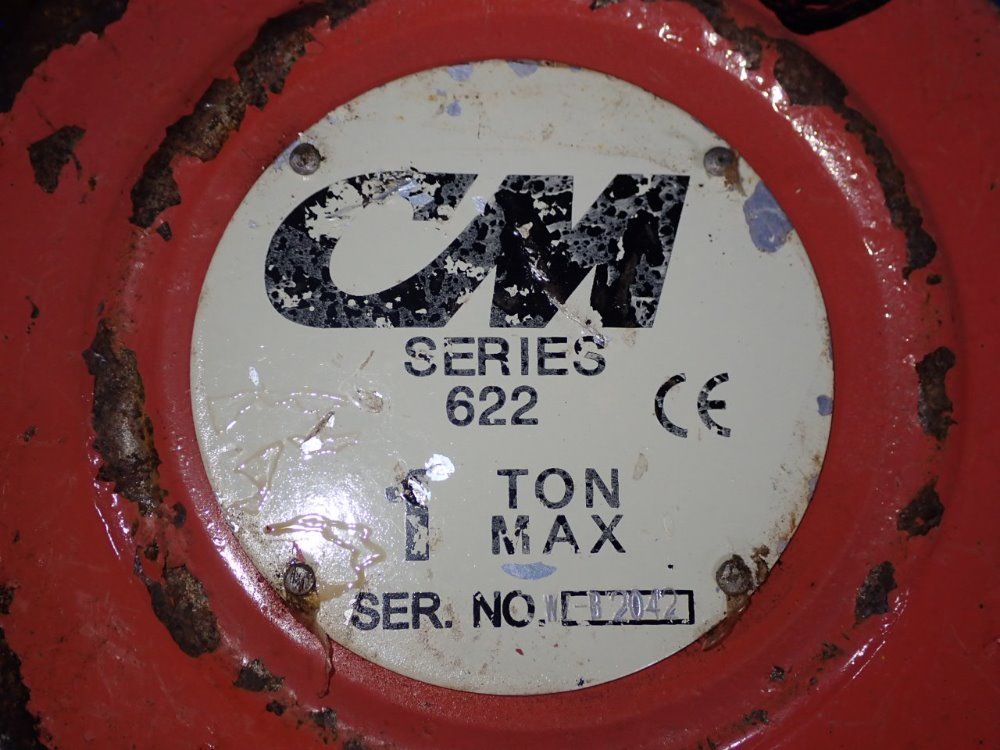 CM
SERIES
622
CE
1 TON
MAX
SER. NO.